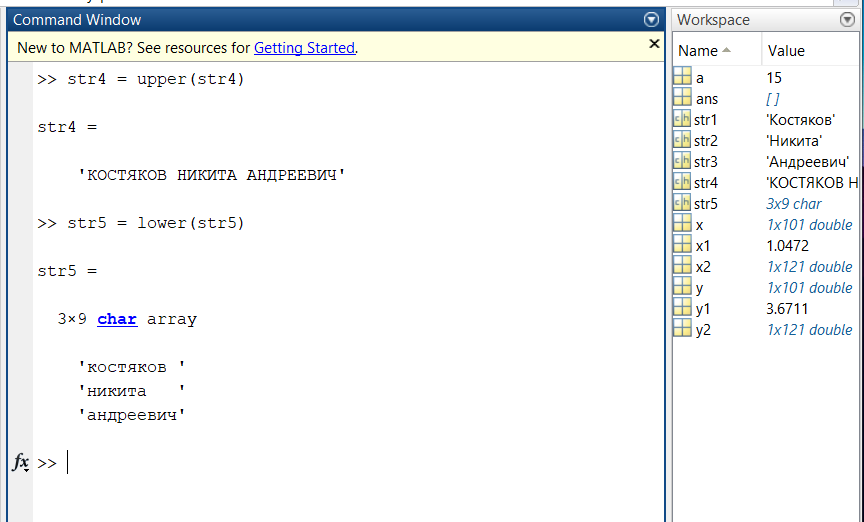 Command Window
New to MATLAB? See resources for Getting Started.
>> str4 = upper(str4)
str4 =
'КОСТЯКОВ НИКИТА АНДРЕЕВИЧ'
>> str5 = lower(str5)
str5 =
3×9 char array
'костяков '
'никита   '
'андреевич'
fx >>
Workspace
Name Value
a 15
ans [ ]
str1 'Костяков'
str2 'Никита'
str3 'Андреевич'
str4 'КОСТЯКОВ Н
str5 3x9 char
x 1x101 double
x1 1.0472
x2 1x121 double
y 1x101 double
y1 3.6711
y2 1x121 double